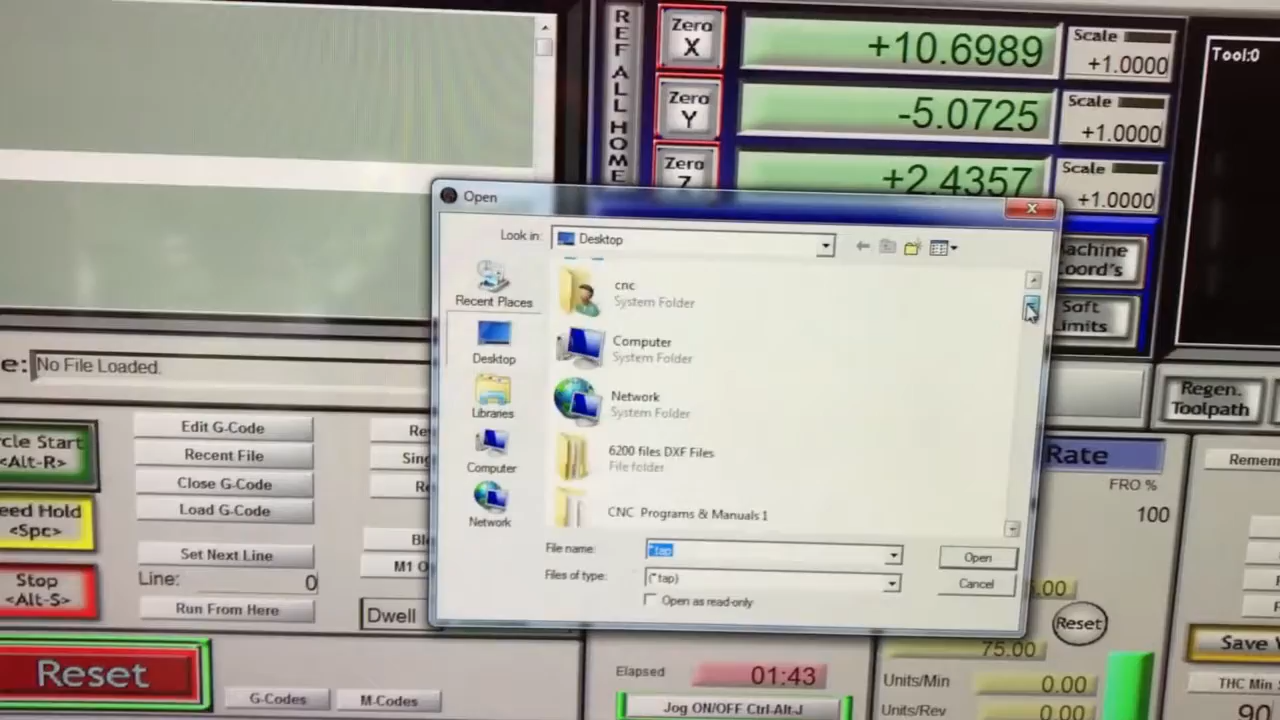 REF ALL HOME
Zero
X
+10.6989
Scale
+1.0000
Tool:0
Zero
Y
-5.0725
Scale
+1.0000
Zero
Z
+2.4357
Scale
+1.0000
Open
Look in:
Desktop
Recent Places
Desktop
Libraries
Computer
Network
cnc
System Folder
Computer
System Folder
Network
System Folder
6200 files DXF Files
File folder
CNC Programs & Manuals 1
File name:
*.tap
Open
Files of type:
(*.tap)
Cancel
Open as read-only
Soft
Regen.
Toolpath
No File Loaded.
Start
<Alt-R>
Edit G-Code
Recent File
Close G-Code
Load G-Code
Hold
<Spc>
Set Next Line
Line:
0
Run From Here
Stop
<Alt-S>
M1
Dwell
Reset
G-Codes
M-Codes
Elapsed
01:43
Jog ON/OFF Ctrl-Alt-J
Rate
FRO %
100
Reset
75.00
Units/Min
0.00
Units/Rev
0.00
Save
THC Min
90